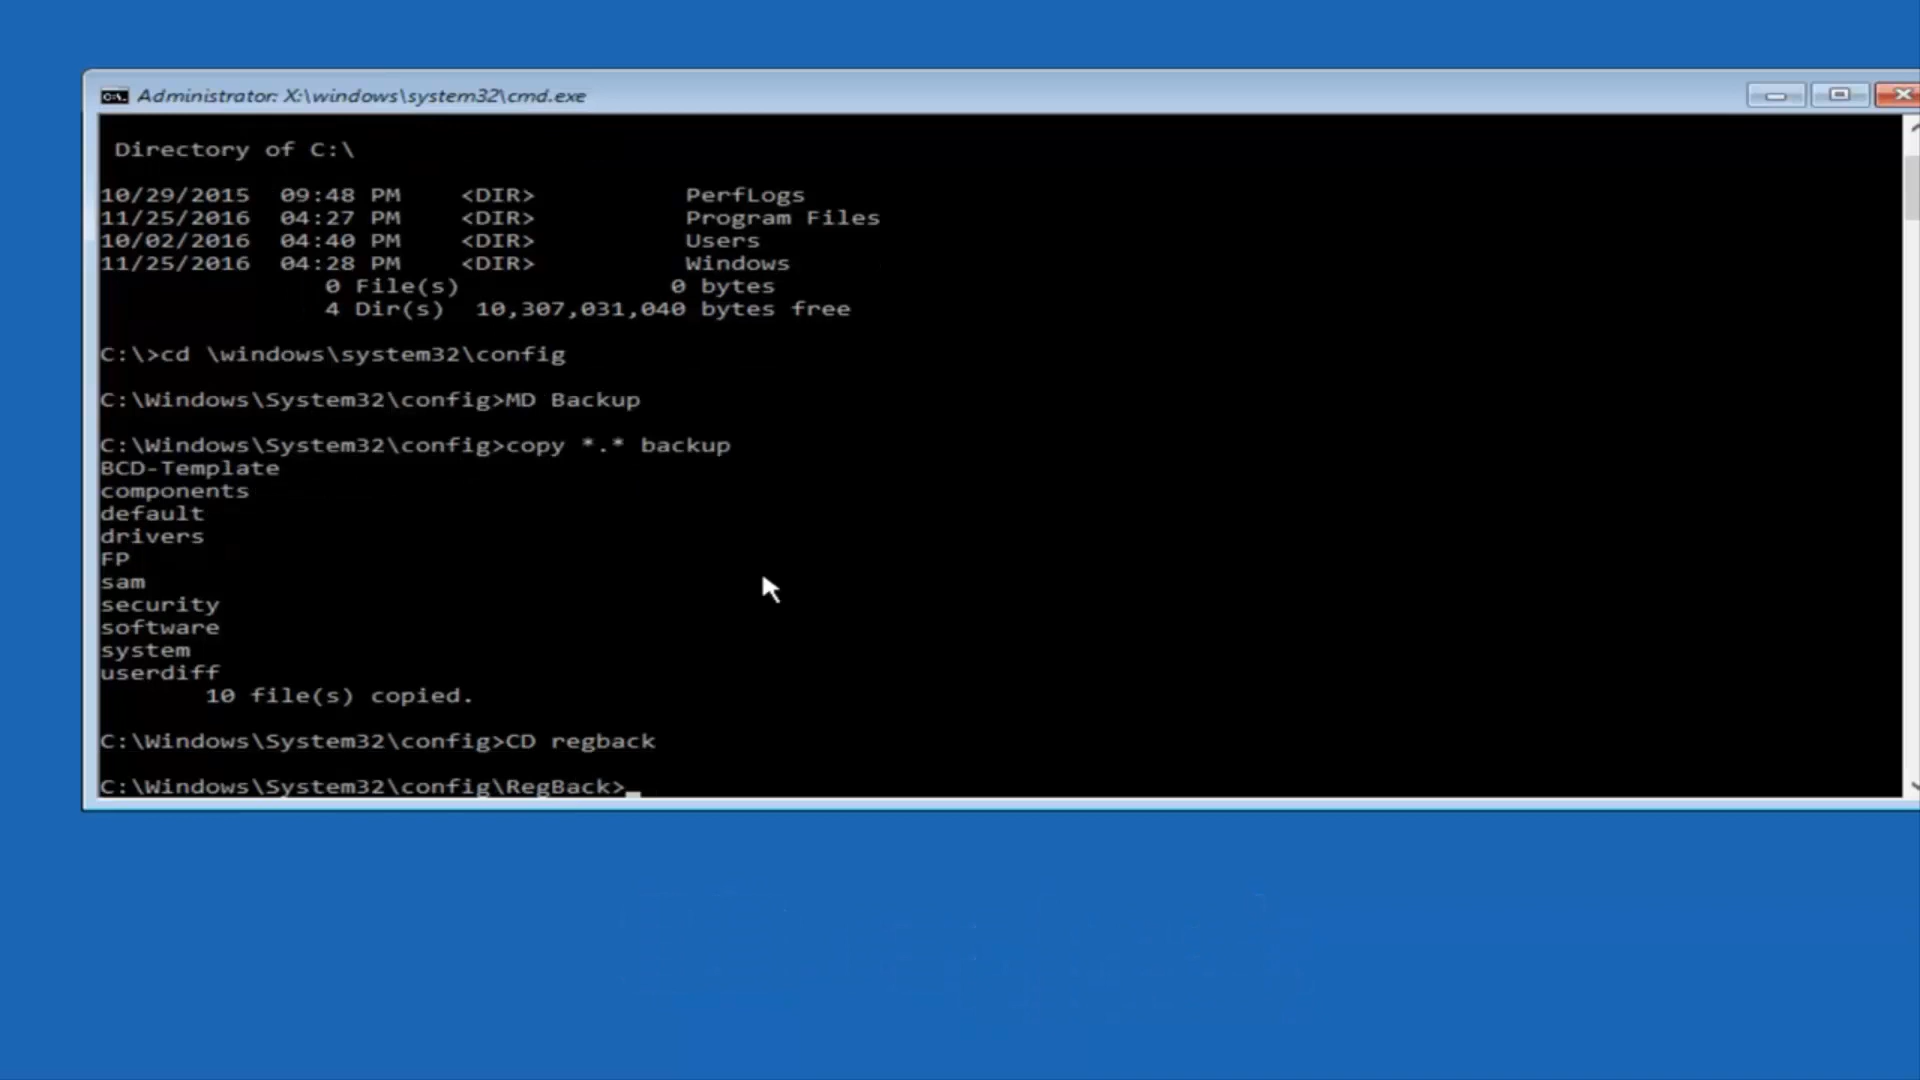 Administrator: X:\windows\system32\cmd.exe
Directory of C:\
10/29/2015 09:48 PM <DIR> PerfLogs
11/25/2016 04:27 PM <DIR> Program Files
10/02/2016 04:40 PM <DIR> Users
11/25/2016 04:28 PM <DIR> Windows
0 File(s) 0 bytes
4 Dir(s) 10,307,031,040 bytes free
C:\>cd \windows\system32\config
C:\Windows\System32\config>MD Backup
C:\Windows\System32\config>copy *.* backup
BCD-Template
components
default
drivers
FP
sam
security
software
system
userdiff
10 file(s) copied.
C:\Windows\System32\config>CD regback
C:\Windows\System32\config\RegBack>_